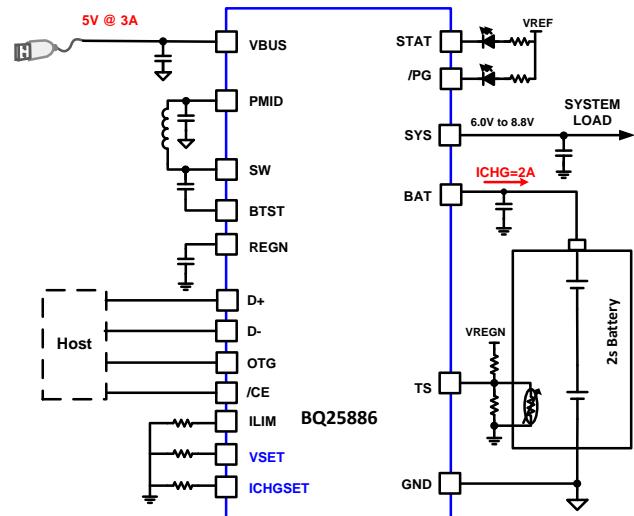 5V @ 3A
VBUS
PMID
SW
BTST
REGN
D+
D-
OTG
/CE
ILIM
VSET
ICHGSET
Host
BQ25886
STAT
/PG
SYS
BAT
TS
GND
VREF
6.0V to 8.8V
SYSTEM
LOAD
ICHG=2A
VREGN
2s Battery